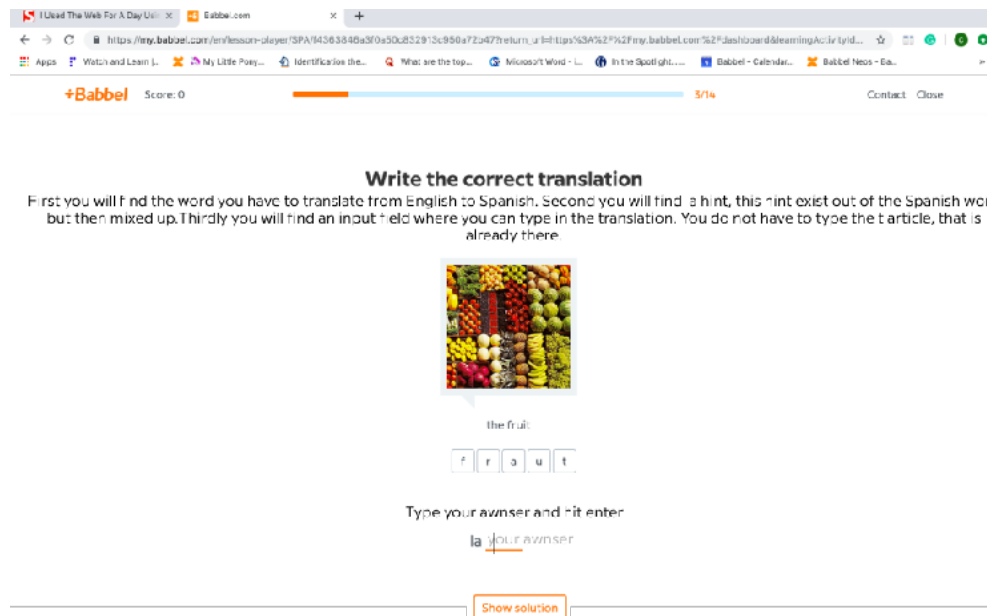 I Used The Web For A Day Usin
Babbel.com
https://my.babbel.com/en/lesson-player/SPA/
Apps
Watch and Learn |..
My Little Pony...
Identification the...
What are the top...
Microsoft Word - i...
In the Spotlight......
Babbel - Calendar...
Babbel Neos - Ba...
+Babbel
Score: 0
3/14
Contact
Close
Write the correct translation
First you will find the word you have to translate from English to Spanish. Second you will find a hint, this hint exist out of the Spanish wor
but then mixed up.Thirdly you will find an input field where you can type in the translation. You do not have to type the t article, that is
already there.
the fruit
f r a u t
Type your awnser and hit enter
la your awnser
Show solution